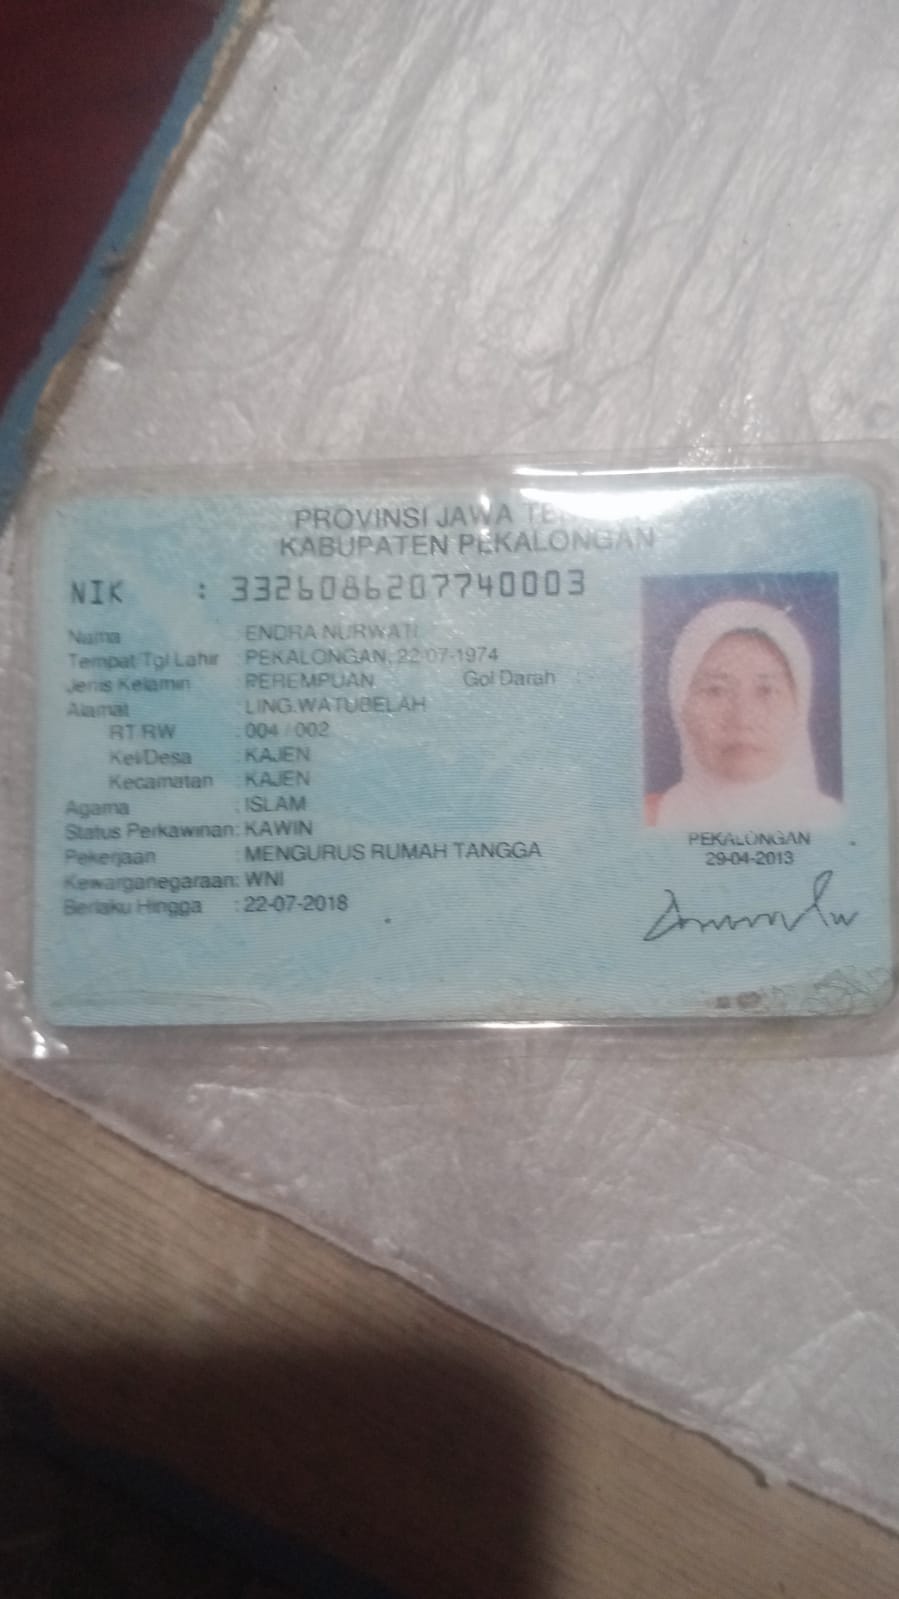 PROVINSI JAWA
KABUPATEN PEKALONGAN
NIK : 3326086207740003
Nama : ENDRA NURWATI
Tempat/Tgl Lahir : PEKALONGAN, 22-07-1974
Jenis Kelamin : PEREMPUAN Gol Darah :
Alamat : LING.WATUBELAH
RT/RW : 004 / 002
Kel/Desa : KAJEN
Kecamatan : KAJEN
Agama : ISLAM
Status Perkawinan: KAWIN
Pekerjaan : MENGURUS RUMAH TANGGA
Kewarganegaraan: WNI
Berlaku Hingga : 22-07-2018
PEKALONGAN
29-04-2013